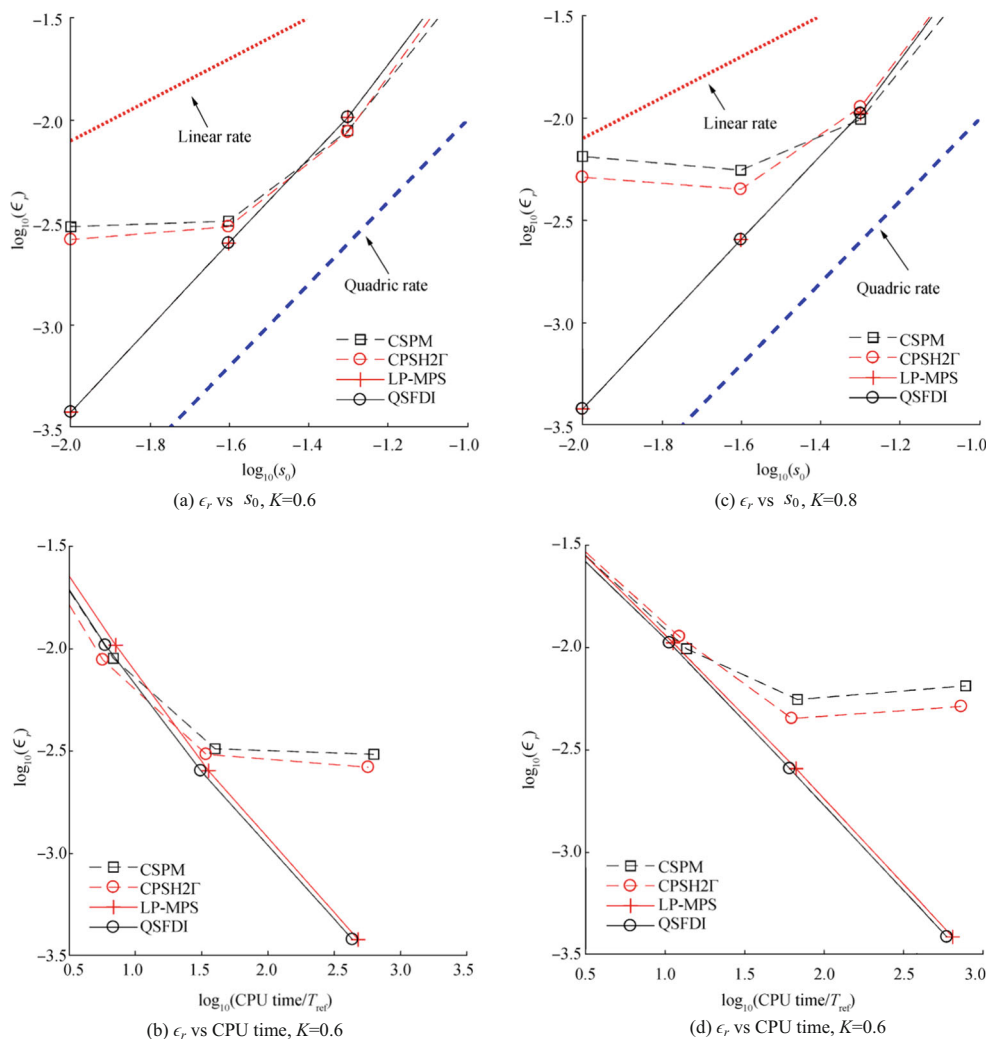 −1.5
−2.0
−2.5
−3.0
−3.5
log10(ϵr)
Linear rate
Quadric rate
CSPM
CPSH2Γ
LP-MPS
QSFDI
−2.0 −1.8 −1.6 −1.4 −1.2 −1.0
log10(s0)
(a) ϵr vs s0, K=0.6
−1.5
−2.0
−2.5
−3.0
−3.5
log10(ϵr)
Linear rate
Quadric rate
CSPM
CPSH2Γ
LP-MPS
QSFDI
−2.0 −1.8 −1.6 −1.4 −1.2 −1.0
log10(s0)
(c) ϵr vs s0, K=0.8
−1.5
−2.0
−2.5
−3.0
−3.5
log10(ϵr)
CSPM
CPSH2Γ
LP-MPS
QSFDI
0.5 1.0 1.5 2.0 2.5 3.0 3.5
log10(CPU time/Tref)
(b) ϵr vs CPU time, K=0.6
−1.5
−2.0
−2.5
−3.0
−3.5
log10(ϵr)
CSPM
CPSH2Γ
LP-MPS
QSFDI
0.5 1.0 1.5 2.0 2.5 3.0
log10(CPU time/Tref)
(d) ϵr vs CPU time, K=0.6